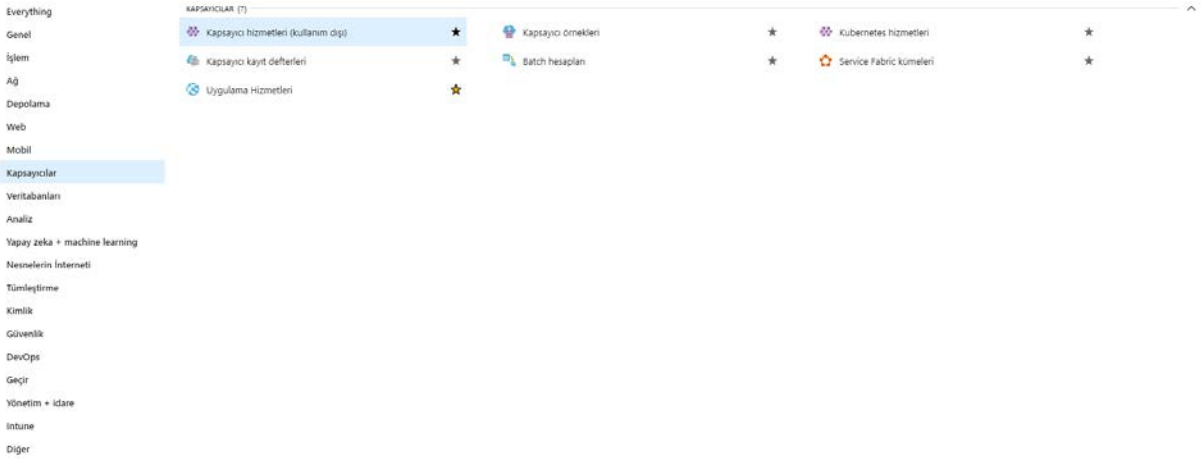 Everything
Genel
İşlem
Ağ
Depolama
Web
Mobil
Kapsayıcılar
Veritabanları
Analiz
Yapay zeka + machine learning
Nesnelerin İnterneti
Tümleştirme
Kimlik
Güvenlik
DevOps
Geçir
Yönetim + idare
Intune
Diğer
KAPSAYICILAR (7)
Kapsayıcı hizmetleri (kullanım dışı)
Kapsayıcı örnekleri
Kubernetes hizmetleri
Kapsayıcı kayıt defterleri
Batch hesapları
Service Fabric kümeleri
Uygulama Hizmetleri